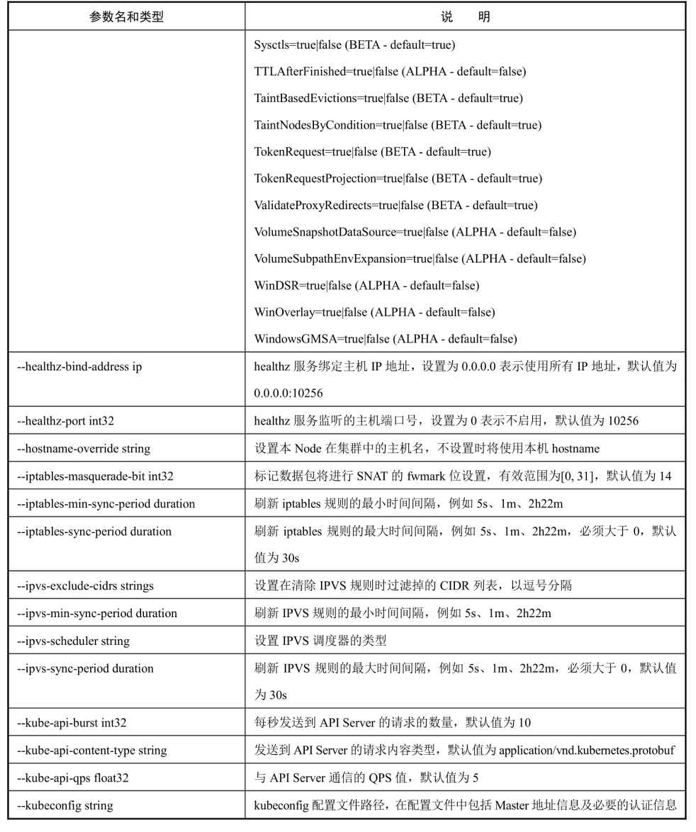 参数名和类型 说 明
Sysctls=true|false (BETA - default=true)
TTLAfterFinished=true|false (ALPHA - default=false)
TaintBasedEvictions=true|false (BETA - default=true)
TaintNodesByCondition=true|false (BETA - default=true)
TokenRequest=true|false (BETA - default=true)
TokenRequestProjection=true|false (BETA - default=true)
ValidateProxyRedirects=true|false (BETA - default=true)
VolumeSnapshotDataSource=true|false (ALPHA - default=false)
VolumeSubpathEnvExpansion=true|false (ALPHA - default=false)
WinDSR=true|false (ALPHA - default=false)
WinOverlay=true|false (ALPHA - default=false)
WindowsGMSA=true|false (ALPHA - default=false)
--healthz-bind-address ip healthz 服务绑定主机 IP 地址，设置为 0.0.0.0 表示使用所有 IP 地址，默认值为
0.0.0.0:10256
--healthz-port int32 healthz 服务监听的主机端口号，设置为 0 表示不启用，默认值为 10256
--hostname-override string 设置本 Node 在集群中的主机名，不设置时将使用本机 hostname
--iptables-masquerade-bit int32 标记数据包将进行 SNAT 的 fwmark 位设置，有效范围为[0, 31]，默认值为 14
--iptables-min-sync-period duration 刷新 iptables 规则的最小时间间隔，例如 5s、1m、2h22m
--iptables-sync-period duration 刷新 iptables 规则的最大时间间隔，例如 5s、1m、2h22m，必须大于 0，默认
值为 30s
--ipvs-exclude-cidrs strings 设置在清除 IPVS 规则时过滤掉的 CIDR 列表，以逗号分隔
--ipvs-min-sync-period duration 刷新 IPVS 规则的最小时间间隔，例如 5s、1m、2h22m
--ipvs-scheduler string 设置 IPVS 调度器的类型
--ipvs-sync-period duration 刷新 IPVS 规则的最大时间间隔，例如 5s、1m、2h22m，必须大于 0，默认值
为 30s
--kube-api-burst int32 每秒发送到 API Server 的请求的数量，默认值为 10
--kube-api-content-type string 发送到 API Server 的请求内容类型，默认值为 application/vnd.kubernetes.protobuf
--kube-api-qps float32 与 API Server 通信的 QPS 值，默认值为 5
--kubeconfig string kubeconfig 配置文件路径，在配置文件中包括 Master 地址信息及必要的认证信息